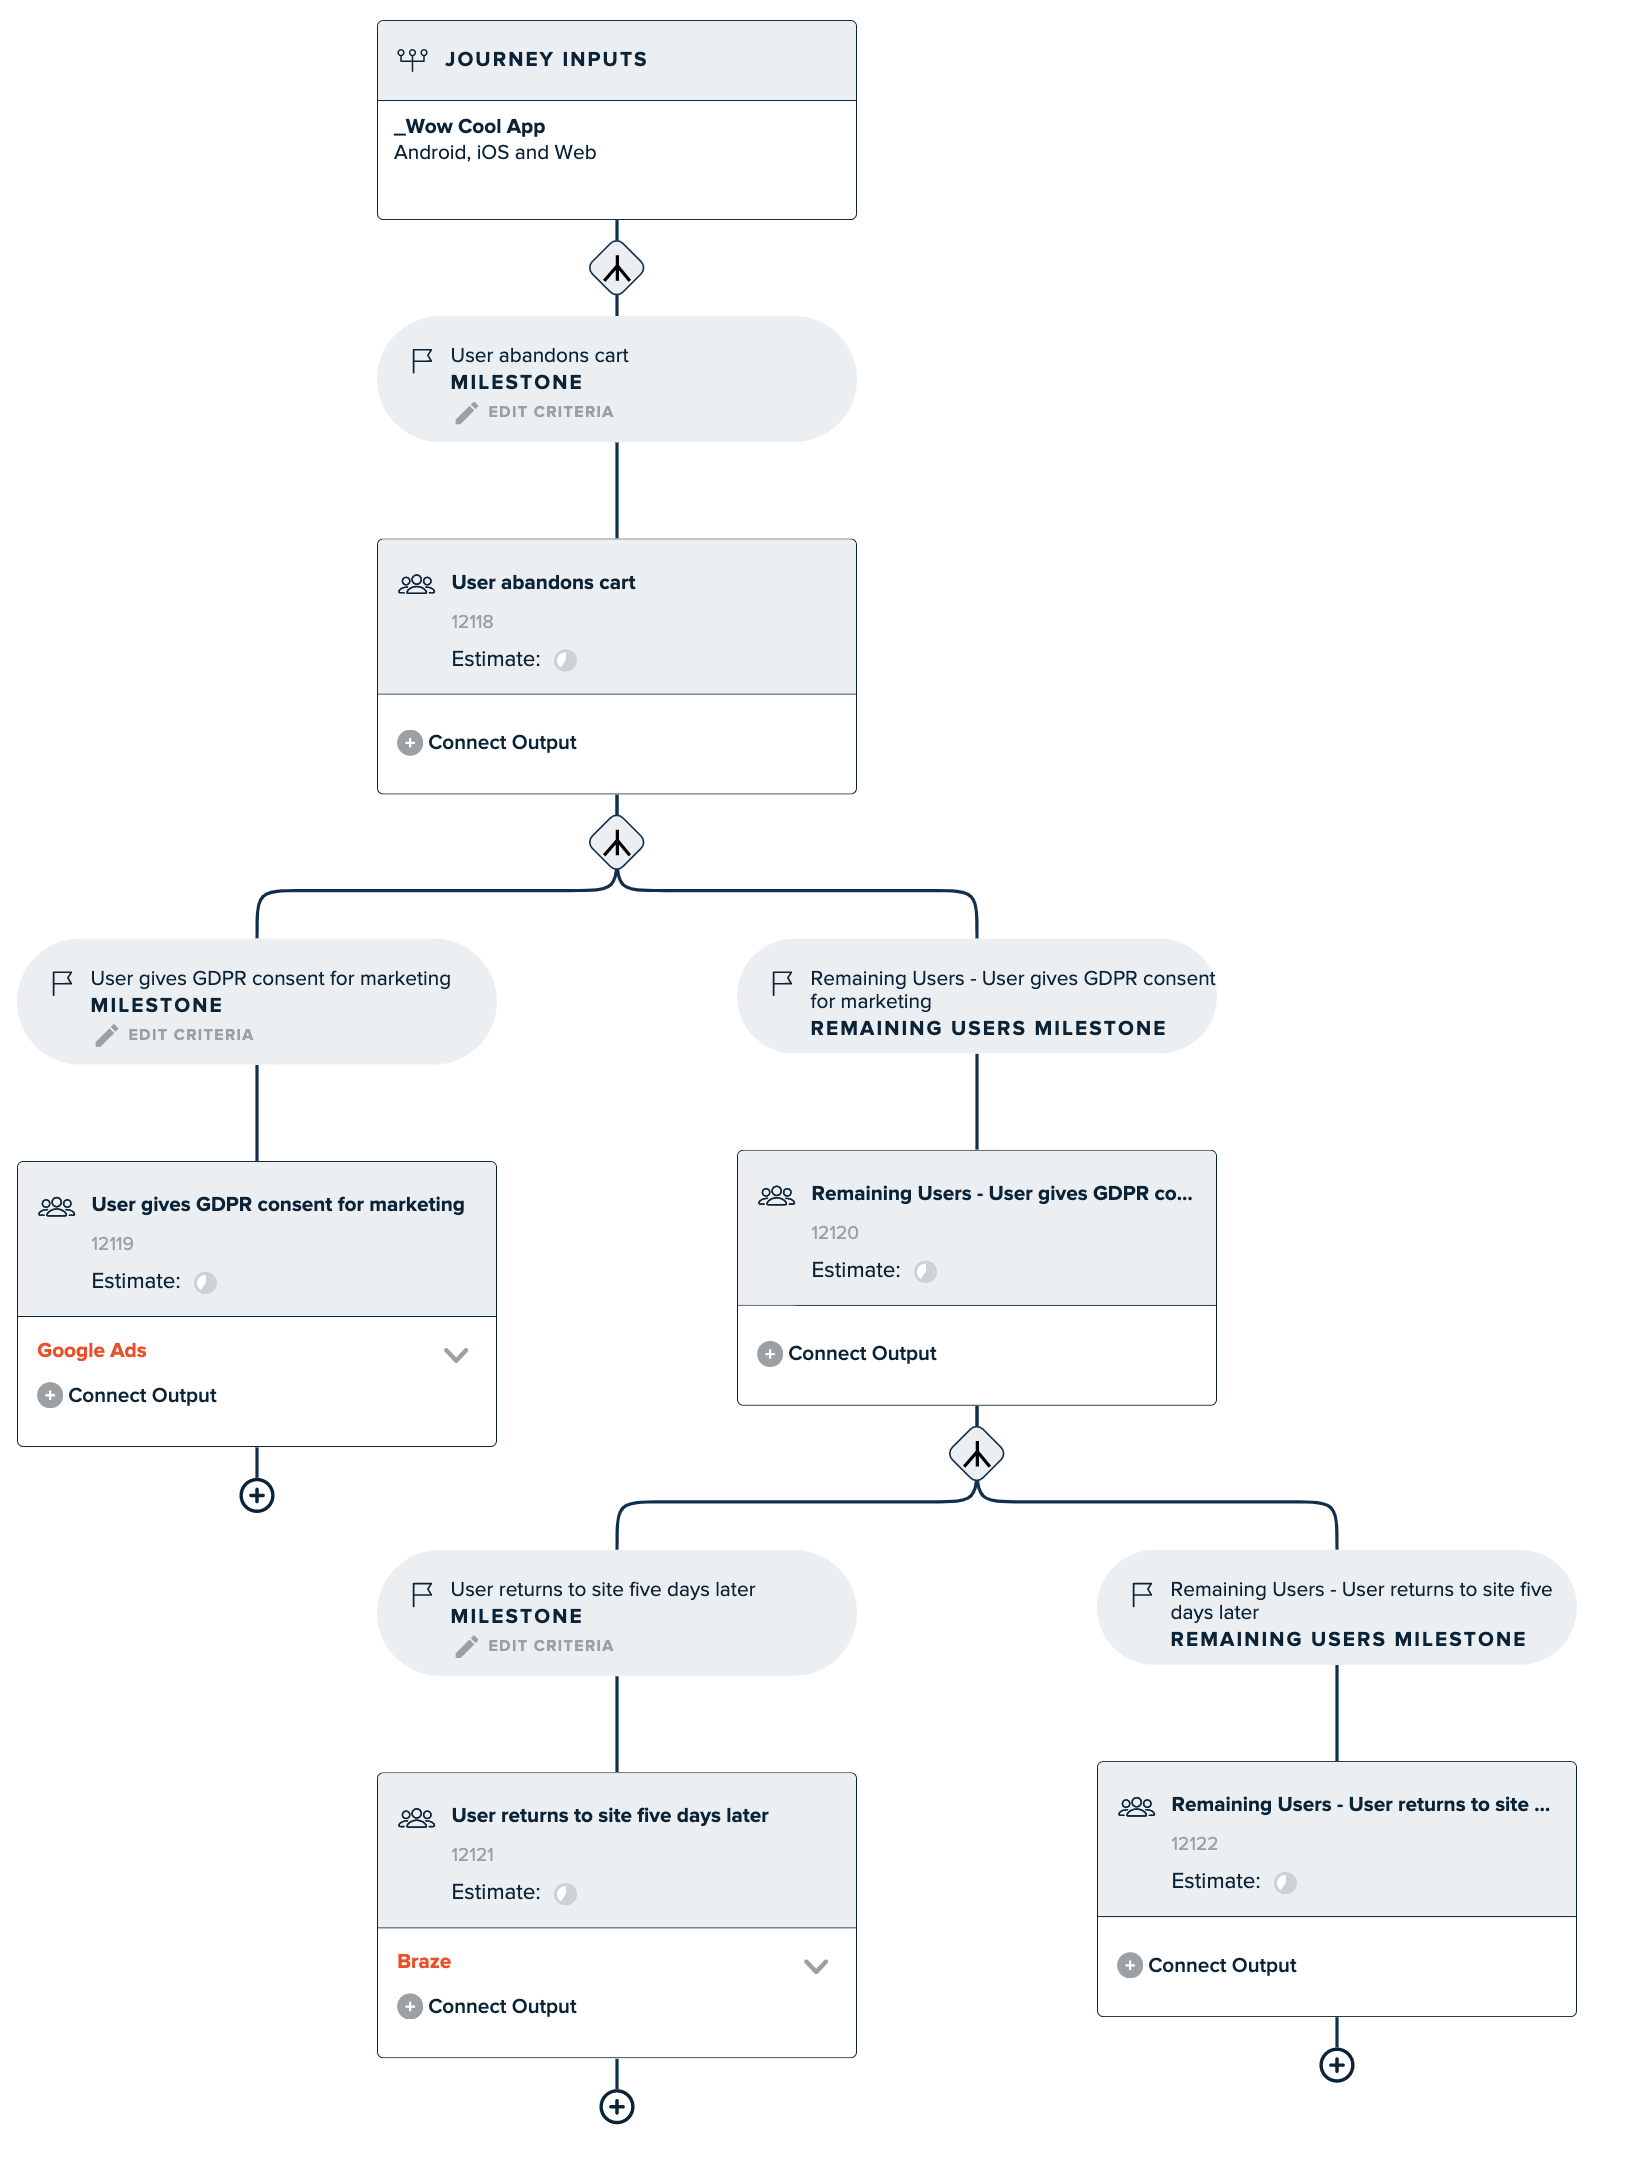 JOURNEY INPUTS
_Wow Cool App
Android, iOS and Web
User abandons cart
MILESTONE
EDIT CRITERIA
User abandons cart
12118
Estimate:
Connect Output
User gives GDPR consent for marketing
MILESTONE
EDIT CRITERIA
Remaining Users - User gives GDPR consent
for marketing
REMAINING USERS MILESTONE
User gives GDPR consent for marketing
12119
Estimate:
Google Ads
Connect Output
Remaining Users - User gives GDPR co...
12120
Estimate:
Connect Output
User returns to site five days later
MILESTONE
EDIT CRITERIA
Remaining Users - User returns to site five
days later
REMAINING USERS MILESTONE
User returns to site five days later
12121
Estimate:
Braze
Connect Output
Remaining Users - User returns to site ...
12122
Estimate:
Connect Output